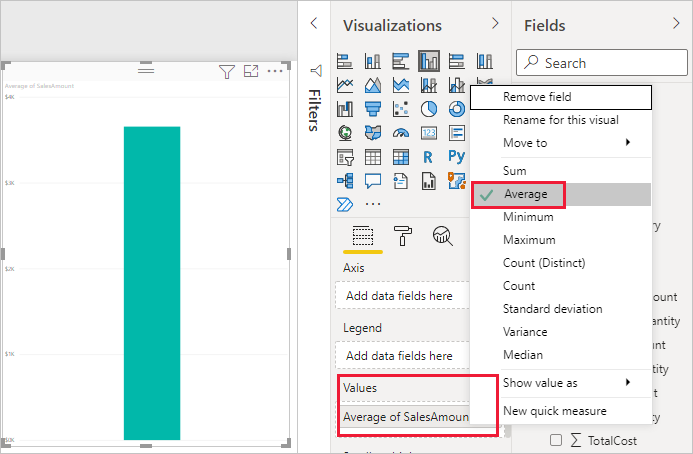 Average of SalesAmount
$4K
$3K
$2K
$1K
$0K
Filters
Visualizations
123
R
Py
Axis
Add data fields here
Legend
Add data fields here
Values
Average of SalesAmoun
Fields
Search
Remove field
Rename for this visual
Move to
Sum
Average
Minimum
Maximum
Count (Distinct)
Count
Standard deviation
Variance
Median
Show value as
New quick measure
ry
ount
antity
unt
tity
t
ity
TotalCost